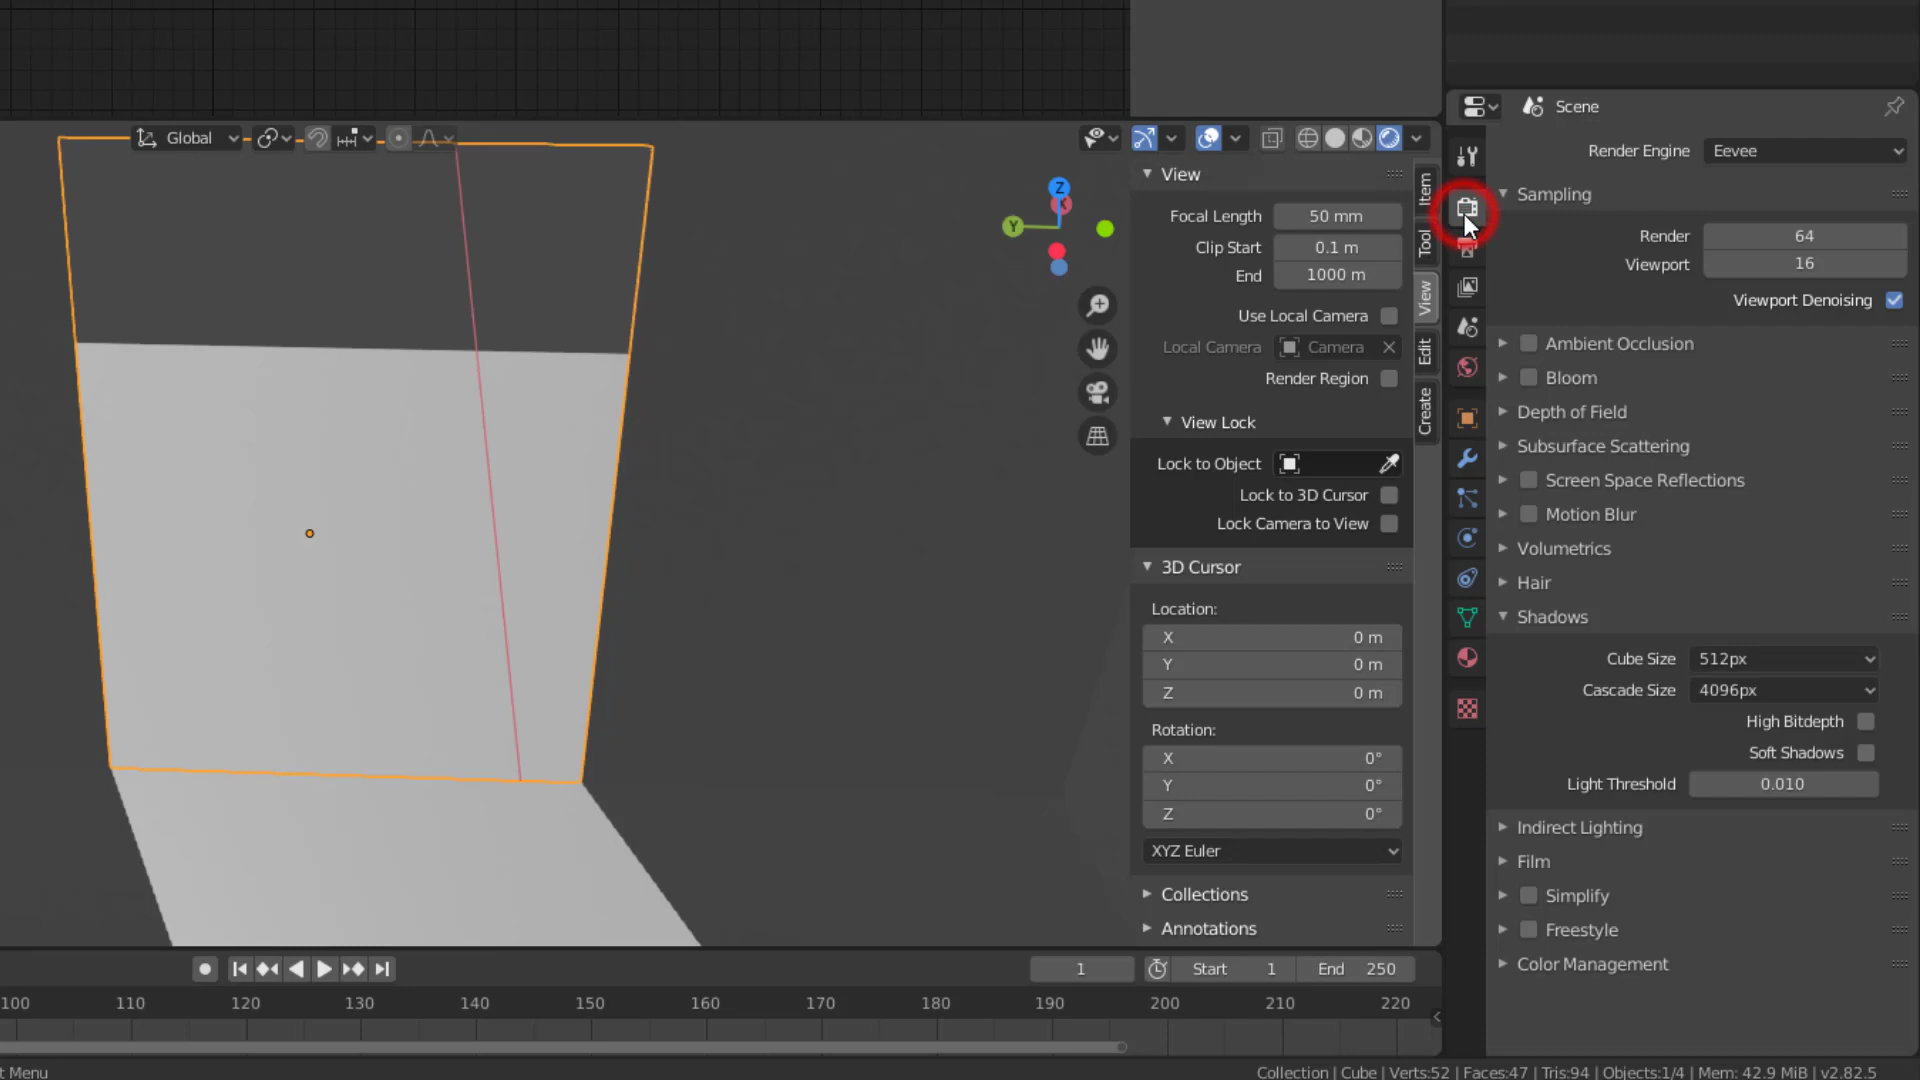 Global
Z
Y
X
View
Focal Length 50 mm
Clip Start 0.1 m
End 1000 m
Use Local Camera
Local Camera Camera
Render Region
View Lock
Lock to Object
Lock to 3D Cursor
Lock Camera to View
3D Cursor
Location:
X 0 m
Y 0 m
Z 0 m
Rotation:
X 0°
Y 0°
Z 0°
XYZ Euler
Collections
Annotations
Item
Tool
View
Edit
Create
Scene
Render Engine Eevee
Sampling
Render 64
Viewport 16
Viewport Denoising
Ambient Occlusion
Bloom
Depth of Field
Subsurface Scattering
Screen Space Reflections
Motion Blur
Volumetrics
Hair
Shadows
Cube Size 512px
Cascade Size 4096px
High Bitdepth
Soft Shadows
Light Threshold 0.010
Indirect Lighting
Film
Simplify
Freestyle
Color Management
1 Start 1 End 250
100 110 120 130 140 150 160 170 180 190 200 210 220
t Menu
Collection | Cube | Verts:52 | Faces:47 | Tris:94 | Objects:1/4 | Mem: 42.9 MiB | v2.82.5